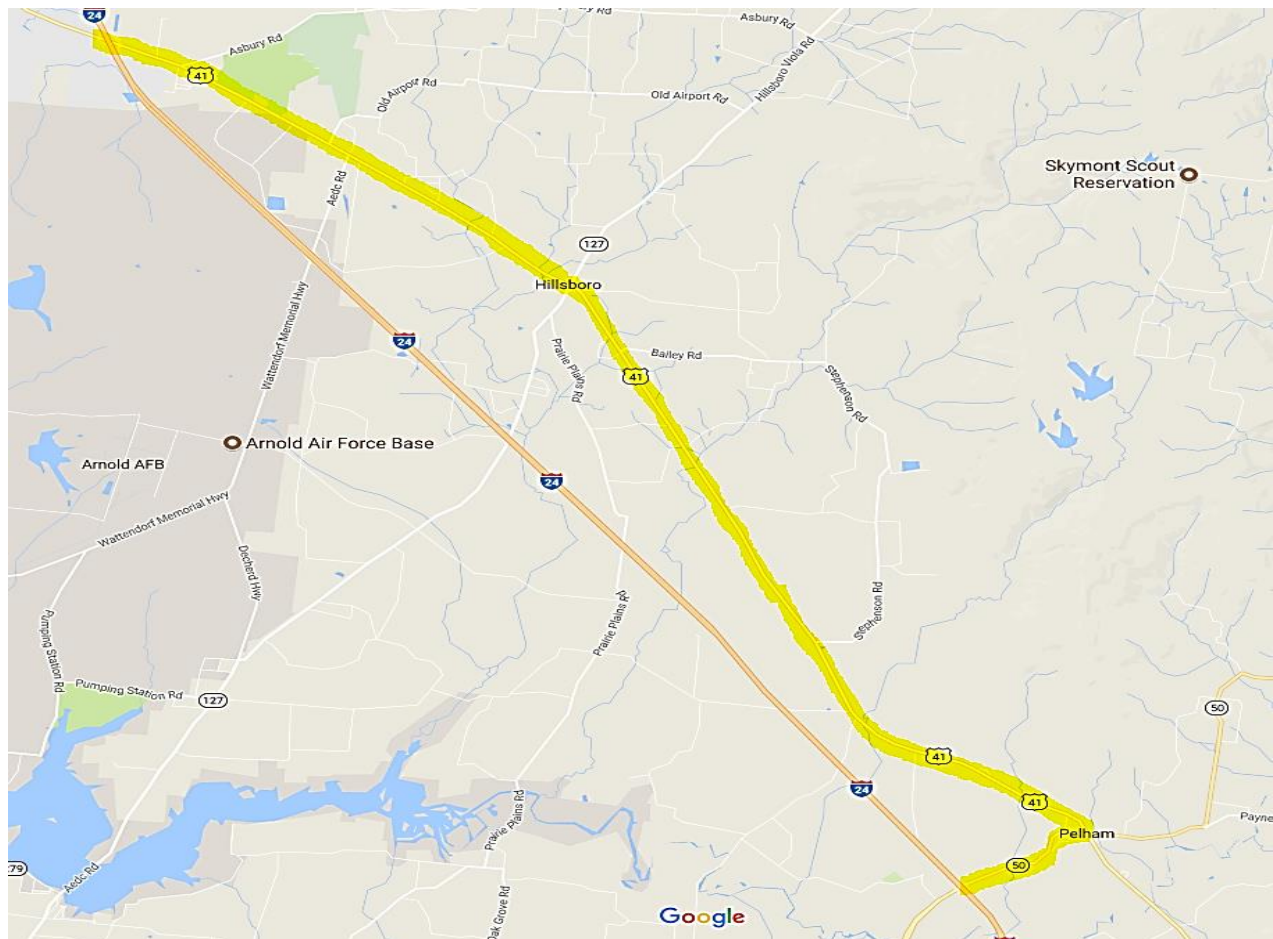 24
Asbury Rd
Asbury Rd
41
Old Airport Rd
Old Airport Rd
Hillsboro Viola Rd
Skymont Scout
Reservation
Aedc Rd
127
Hillsboro
Wattendorf Memorial Hwy
24
Prairie Plains Rd
Bailey Rd
41
Stephenson Rd
Arnold Air Force Base
Arnold AFB
24
Wattendorf Memorial Hwy
Decherd Hwy
Stephenson Rd
Prairie Plains R
Pumping Station Rd
Pumping Station Rd
127
50
41
24
41
Prairie Plains Rd
Payne
Pelham
50
279
Aedc Rd
Oak Grove Rd
Google